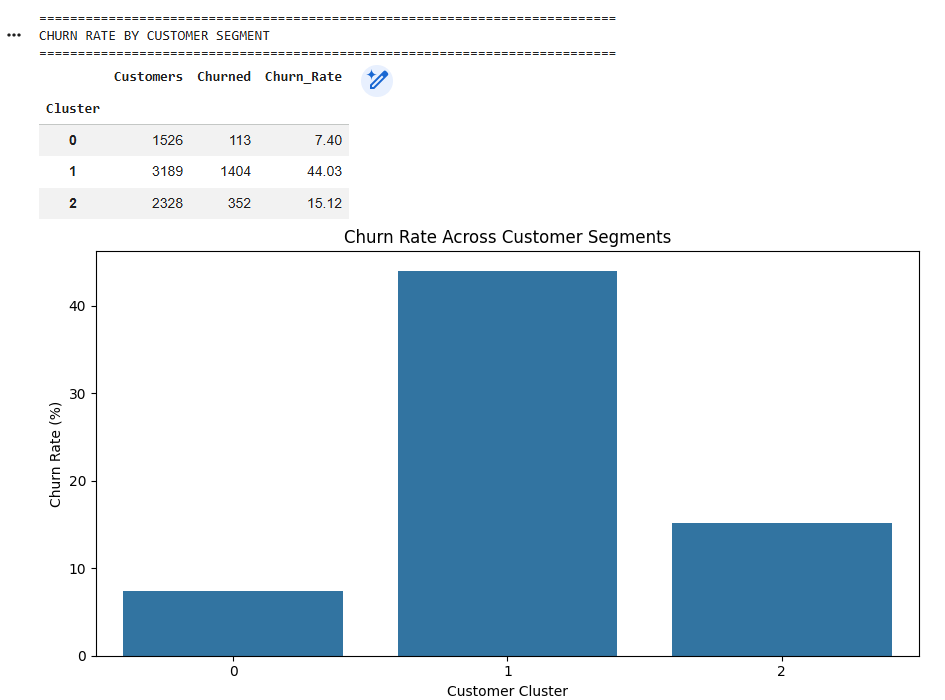 ===========================================================================
CHURN RATE BY CUSTOMER SEGMENT
===========================================================================
Customers Churned Churn_Rate
Cluster
0 1526 113 7.40
1 3189 1404 44.03
2 2328 352 15.12
Churn Rate Across Customer Segments
40
30
20
10
0
Churn Rate (%)
0 1 2
Customer Cluster